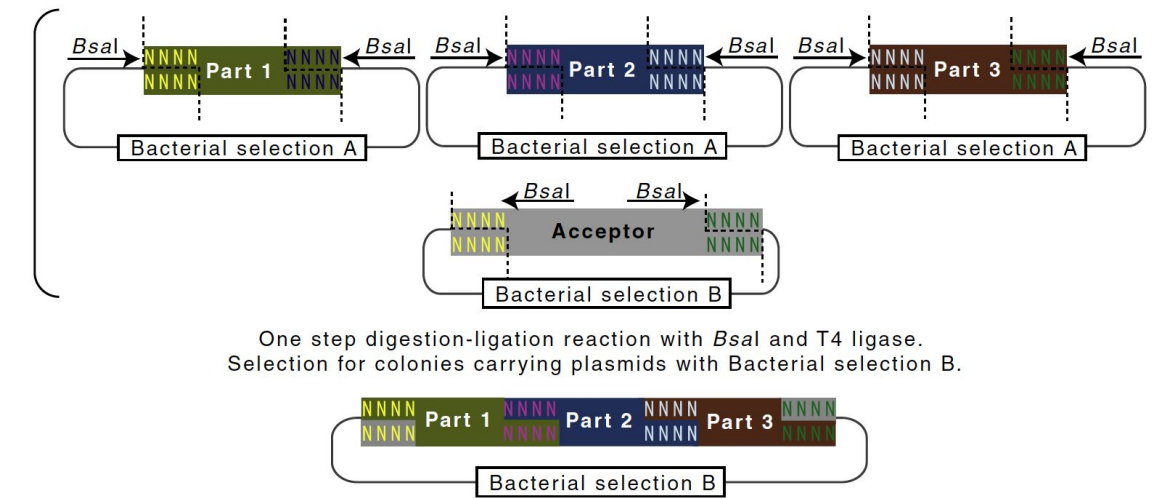 BsaI BsaI BsaI BsaI BsaI BsaI
NNNN Part 1 NNNN NNNN Part 2 NNNN NNNN Part 3 NNNN
NNNN NNNN NNNN NNNN NNNN NNNN
Bacterial selection A Bacterial selection A Bacterial selection A
BsaI BsaI
NNNN Acceptor NNNN
NNNN NNNN
Bacterial selection B
One step digestion-ligation reaction with BsaI and T4 ligase.
Selection for colonies carrying plasmids with Bacterial selection B.
NNNN Part 1 NNNN Part 2 NNNN Part 3 NNNN
NNNN NNNN NNNN NNNN
Bacterial selection B